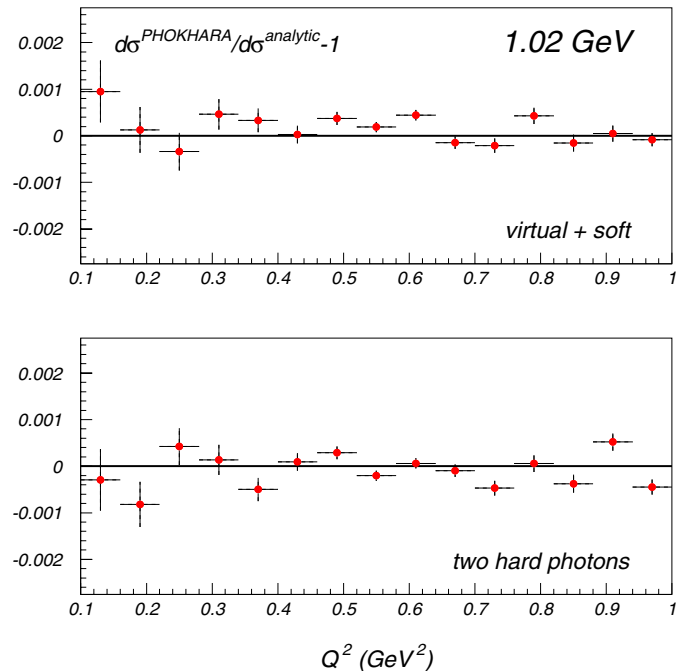 dσ^PHOKHARA/dσ^analytic-1
1.02 GeV
0.002
0.001
0
-0.001
-0.002
virtual + soft
0.1 0.2 0.3 0.4 0.5 0.6 0.7 0.8 0.9 1
0.002
0.001
0
-0.001
-0.002
two hard photons
0.1 0.2 0.3 0.4 0.5 0.6 0.7 0.8 0.9 1
Q^2 (GeV^2)